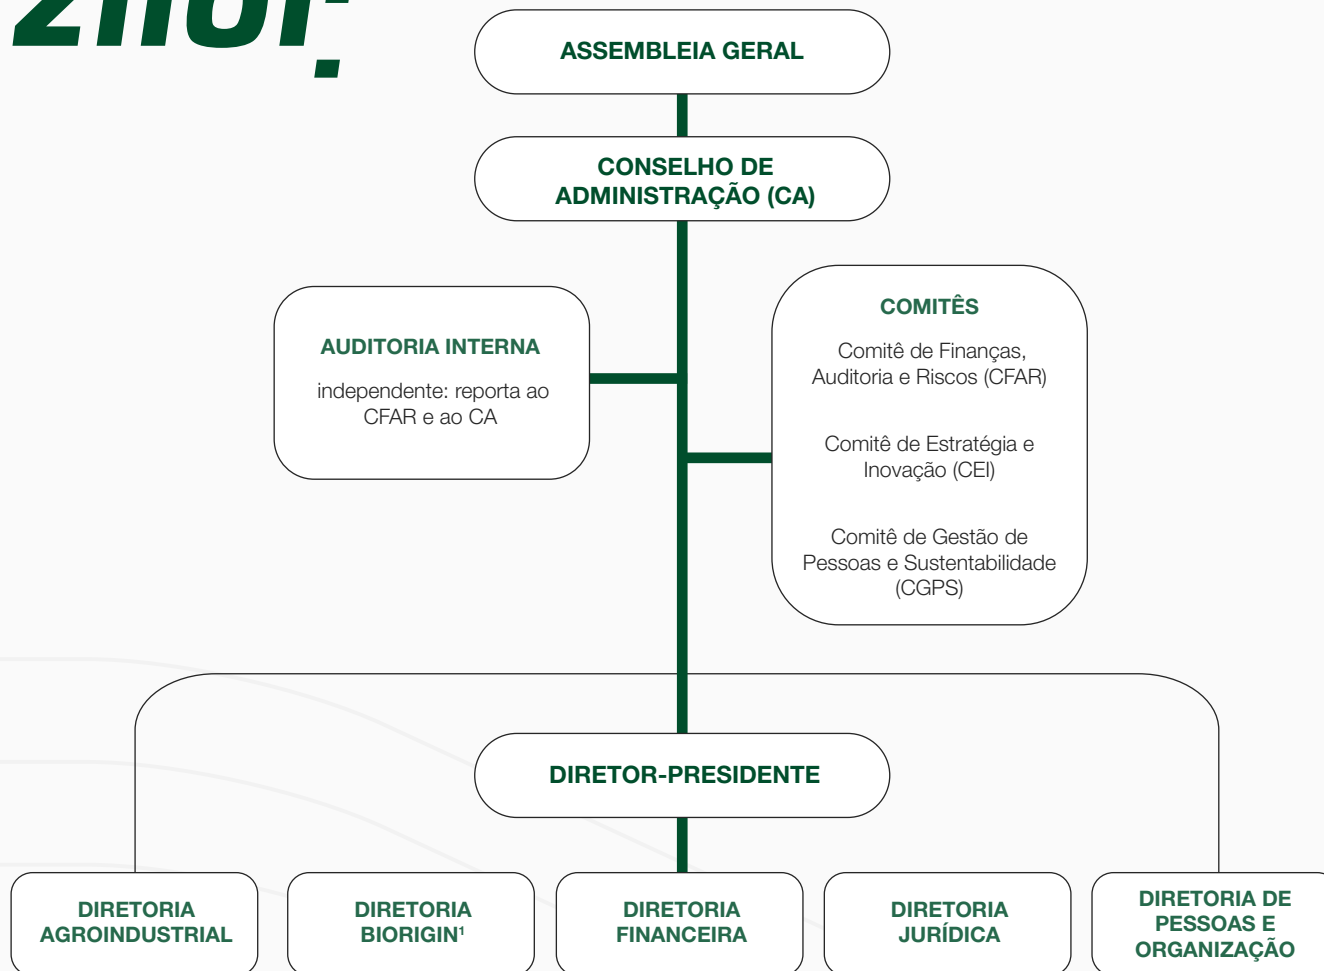 ASSEMBLEIA GERAL
CONSELHO DE
ADMINISTRAÇÃO (CA)
AUDITORIA INTERNA
independente: reporta ao
CFAR e ao CA
COMITÊS
Comitê de Finanças,
Auditoria e Riscos (CFAR)
Comitê de Estratégia e
Inovação (CEI)
Comitê de Gestão de
Pessoas e Sustentabilidade
(CGPS)
DIRETOR-PRESIDENTE
DIRETORIA
AGROINDUSTRIAL
DIRETORIA
BIORIGIN¹
DIRETORIA
FINANCEIRA
DIRETORIA
JURÍDICA
DIRETORIA DE
PESSOAS E
ORGANIZAÇÃO